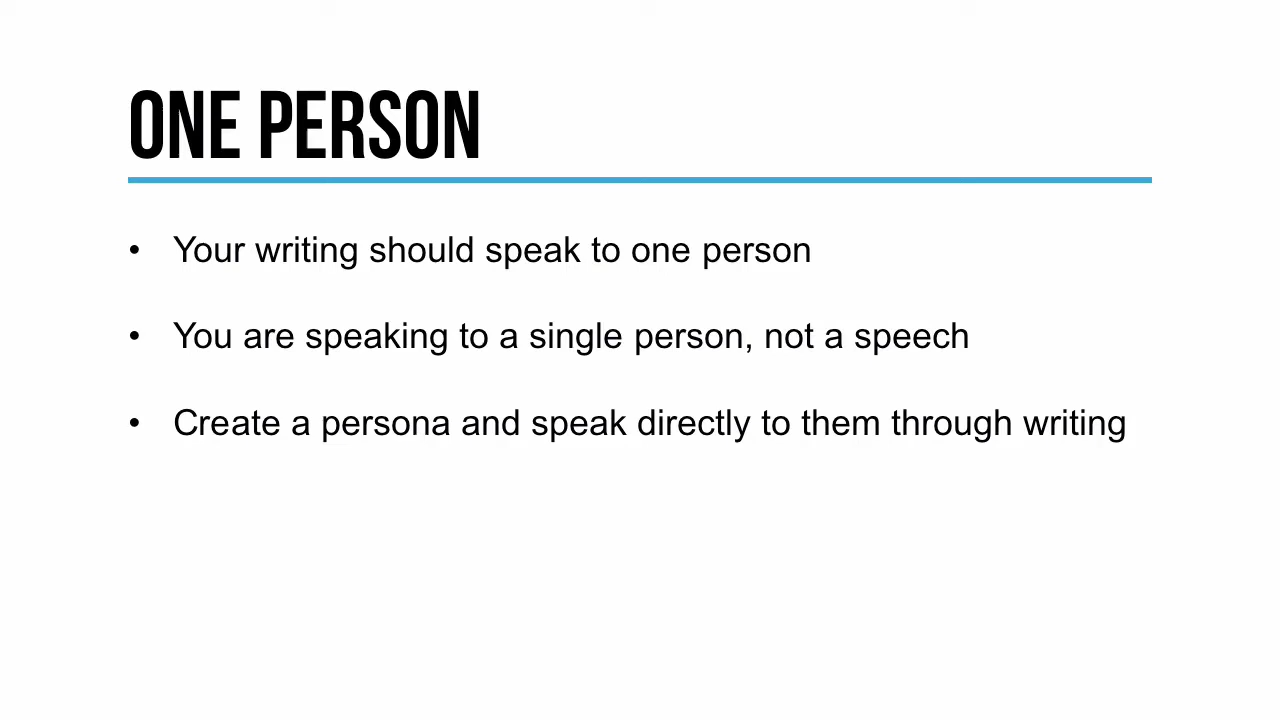 ONE PERSON
• Your writing should speak to one person
• You are speaking to a single person, not a speech
• Create a persona and speak directly to them through writing